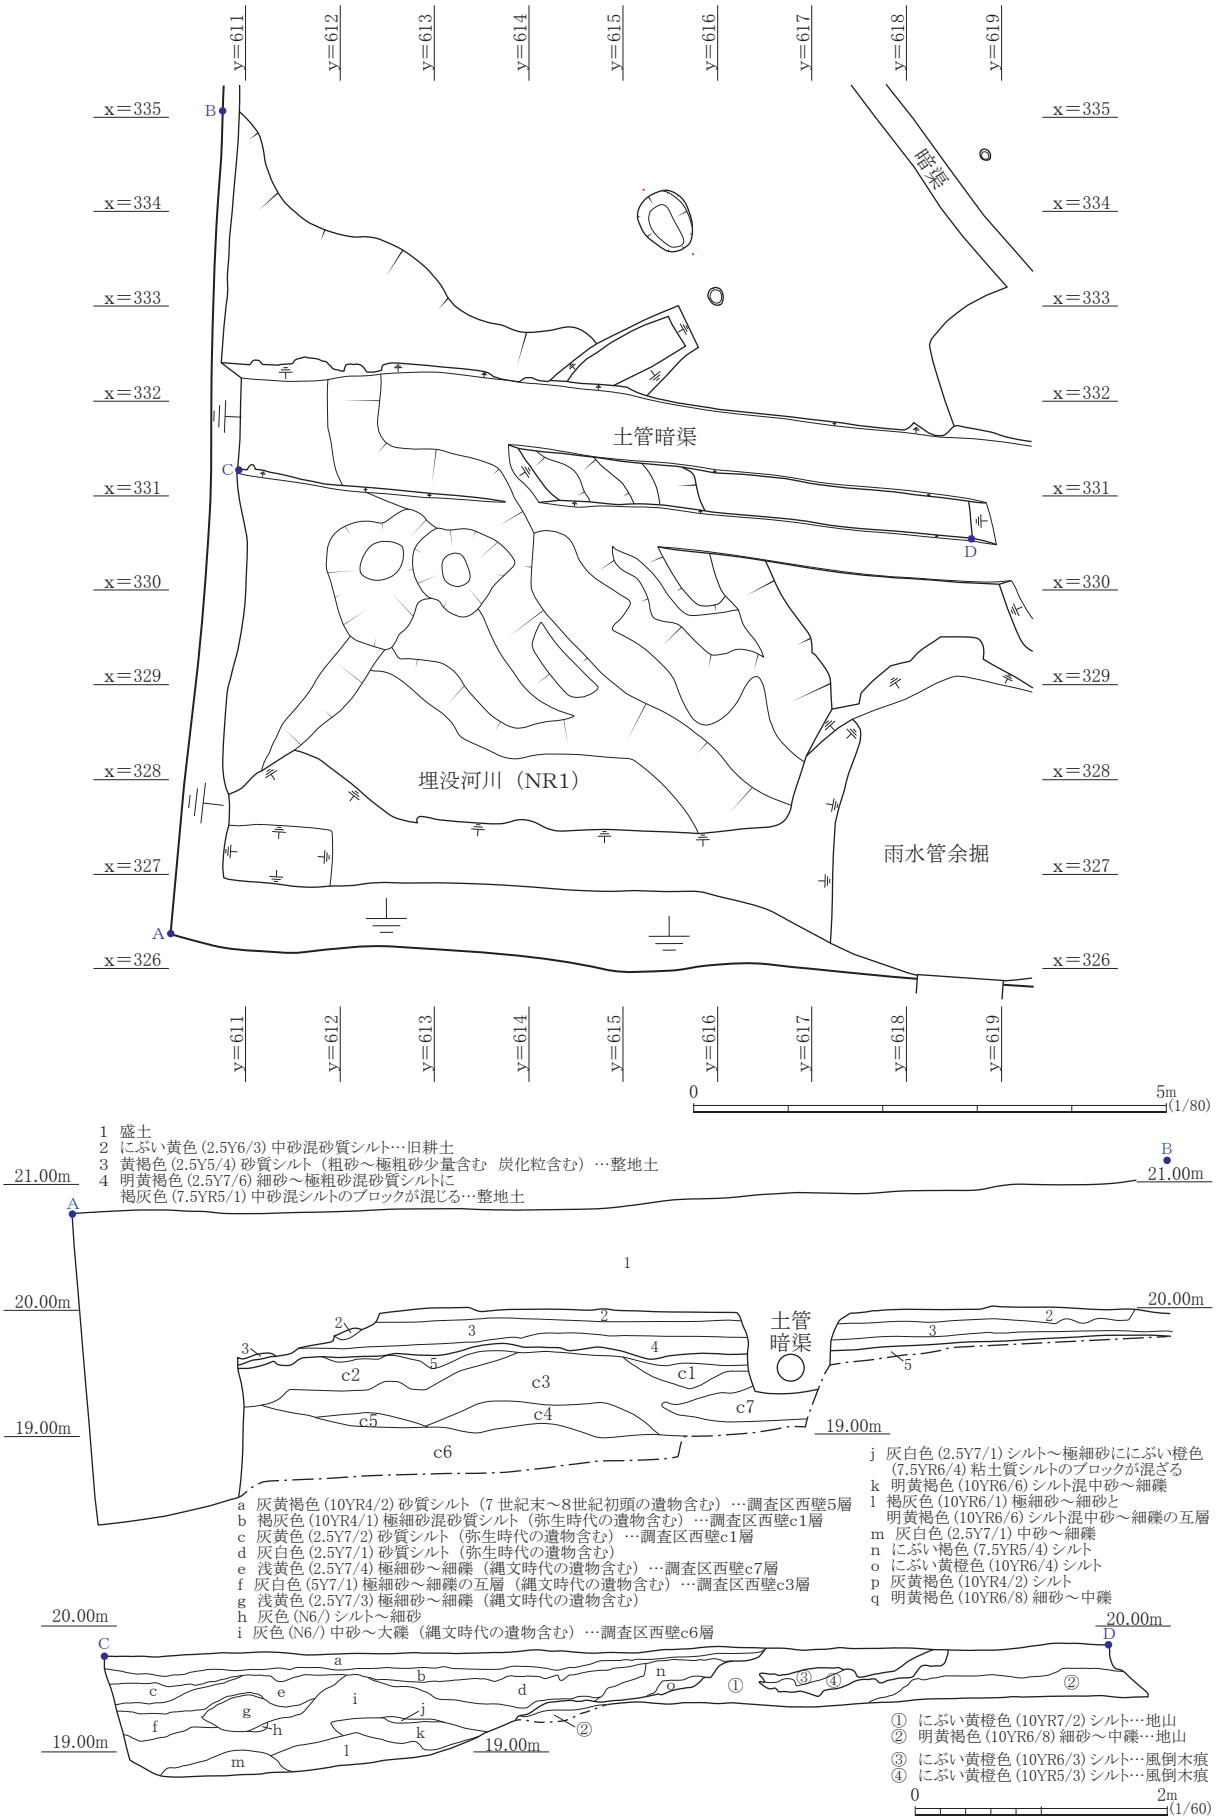 y=611 y=612 y=613 y=614 y=615 y=616 y=617 y=618 y=619
B
x=335 x=335
暗渠
x=334 x=334
x=333 x=333
x=332 x=332
土管暗渠
C
x=331 x=331
D
x=330 x=330
x=329 x=329
x=328 x=328
埋没河川（NR1）
雨水管余掘
x=327 x=327
A
x=326 x=326
y=611 y=612 y=613 y=614 y=615 y=616 y=617 y=618 y=619
0 5m
(1/80)
1 盛土
2 にぶい黄色(2.5Y6/3)中砂混砂質シルト…旧耕土
3 黄褐色(2.5Y5/4)砂質シルト（粗砂～極粗砂少量含む 炭化粒含む）…整地土
4 明黄褐色(2.5Y7/6)細砂～極粗砂混砂質シルトに
褐灰色(7.5YR5/1)中砂混シルトのブロックが混じる…整地土
B
21.00m 21.00m
A
1
20.00m 20.00m
2 2 2
土管
暗渠
3 3 3
4
5 5
c2 c3 c1
c7
c5 c4
19.00m 19.00m
c6
a 灰黄褐色(10YR4/2)砂質シルト（7世紀末～8世紀初頭の遺物含む）…調査区西壁5層
b 褐灰色(10YR4/1)極細砂混砂質シルト（弥生時代の遺物含む）…調査区西壁c1層
c 灰黄色(2.5Y7/2)砂質シルト（弥生時代の遺物含む）…調査区西壁c1層
d 灰白色(2.5Y7/1)砂質シルト（弥生時代の遺物含む）
e 浅黄色(2.5Y7/4)極細砂～細礫（縄文時代の遺物含む）…調査区西壁c7層
f 灰白色(5Y7/1)極細砂～細礫の互層（縄文時代の遺物含む）…調査区西壁c3層
g 浅黄色(2.5Y7/3)極細砂～細礫（縄文時代の遺物含む）
h 灰色(N6/)シルト～細砂
i 灰色(N6/)中砂～大礫（縄文時代の遺物含む）…調査区西壁c6層
j 灰白色(2.5Y7/1)シルト～極細砂ににぶい橙色
(7.5YR6/4)粘土質シルトのブロックが混ざる
k 明黄褐色(10YR6/6)シルト混中砂～細礫
l 褐灰色(10YR6/1)極細砂～細砂と
明黄褐色(10YR6/6)シルト混中砂～細礫の互層
m 灰白色(2.5Y7/1)中砂～細礫
n にぶい褐色(7.5YR5/4)シルト
o にぶい黄橙色(10YR6/4)シルト
p 灰黄褐色(10YR4/2)シルト
q 明黄褐色(10YR6/8)細砂～中礫
20.00m 20.00m
C D
a
b n
c d o ① ③ ④ ②
e
i
g
f h j
k ②
l
m
19.00m 19.00m
① にぶい黄橙色(10YR7/2)シルト…地山
② 明黄褐色(10YR6/8)細砂～中礫…地山
③ にぶい黄橙色(10YR6/3)シルト…風倒木痕
④ にぶい黄橙色(10YR5/3)シルト…風倒木痕
0 2m
(1/60)